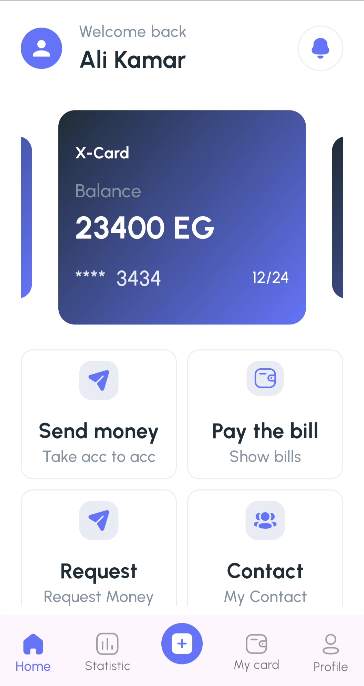 Welcome back
Ali Kamar
X-Card
Balance
23400 EG
**** 3434 12/24
Send money
Take acc to acc
Pay the bill
Show bills
Request
Request Money
Contact
My Contact
Home
Statistic
My card
Profile